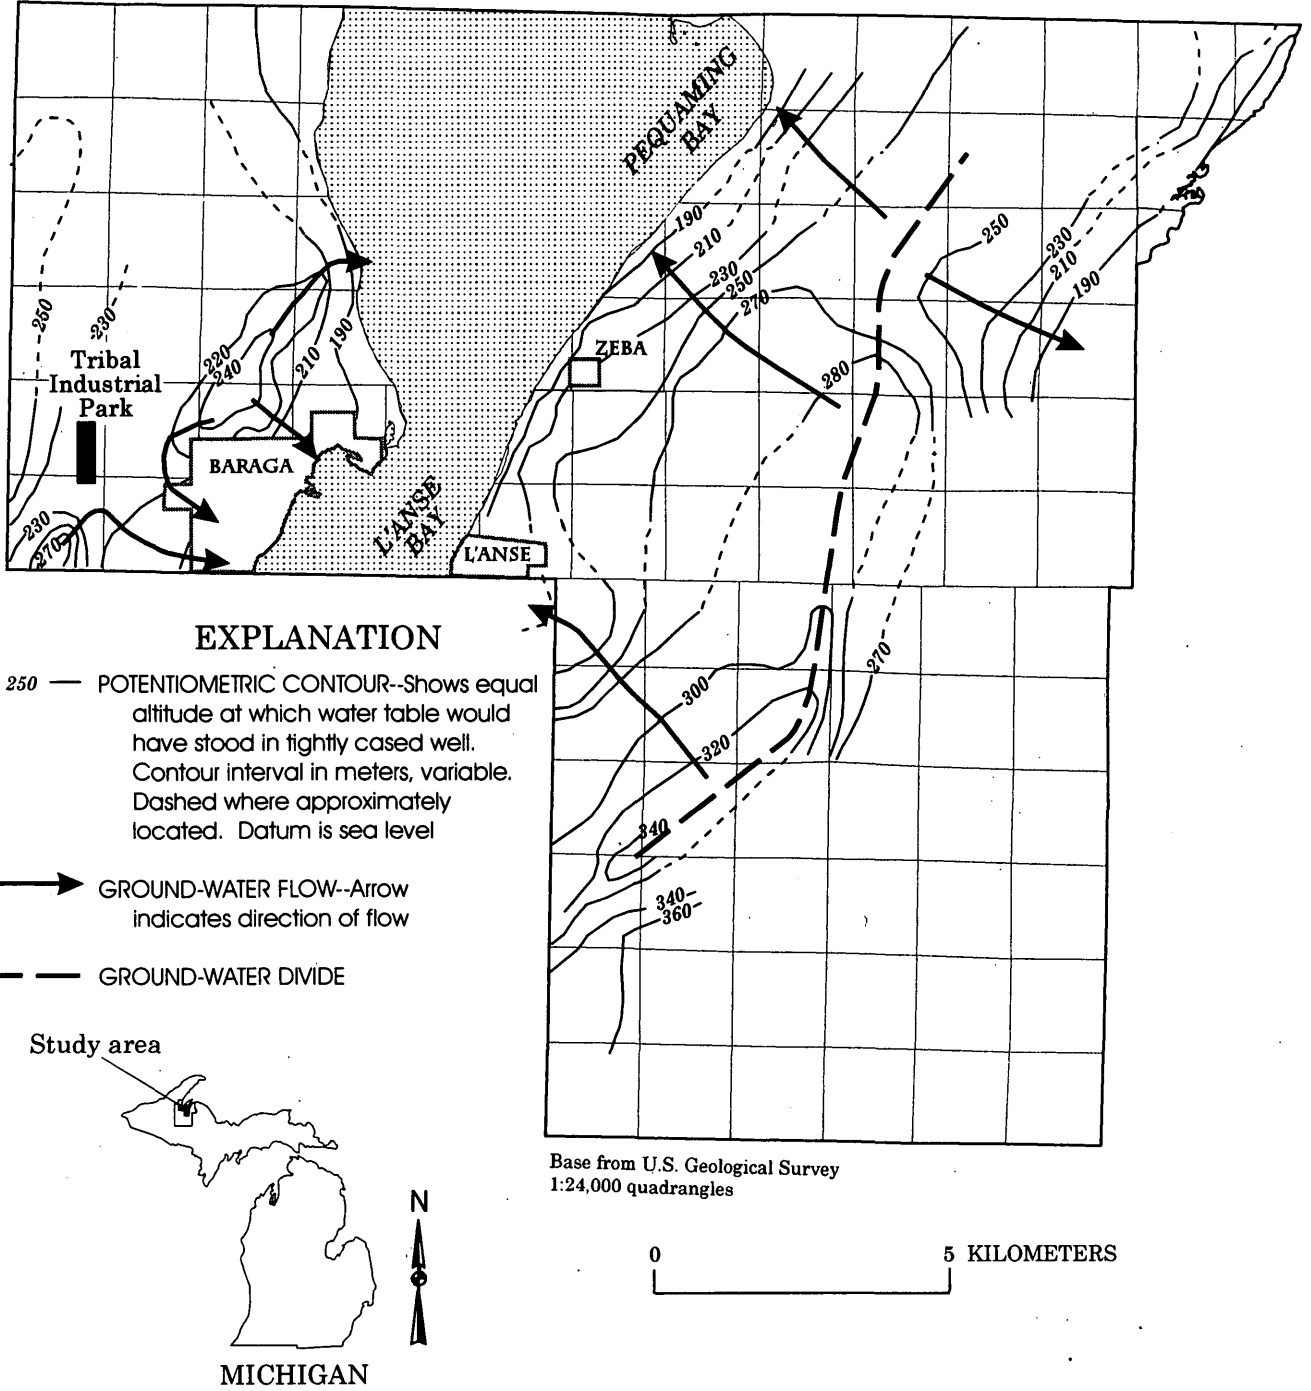 PEQUAMING
BAY
190
210
230
250
270
280
250
230
210
190
250
230
Tribal
Industrial
Park
220
240
210
190
ZEBA
BARAGA
L'ANSE
BAY
L'ANSE
230
270
270
300
320
340
340
360
EXPLANATION
250 — POTENTIOMETRIC CONTOUR--Shows equal
altitude at which water table would
have stood in tightly cased well.
Contour interval in meters, variable.
Dashed where approximately
located. Datum is sea level
GROUND-WATER FLOW--Arrow
indicates direction of flow
GROUND-WATER DIVIDE
Study area
MICHIGAN
N
Base from U.S. Geological Survey
1:24,000 quadrangles
0 5 KILOMETERS